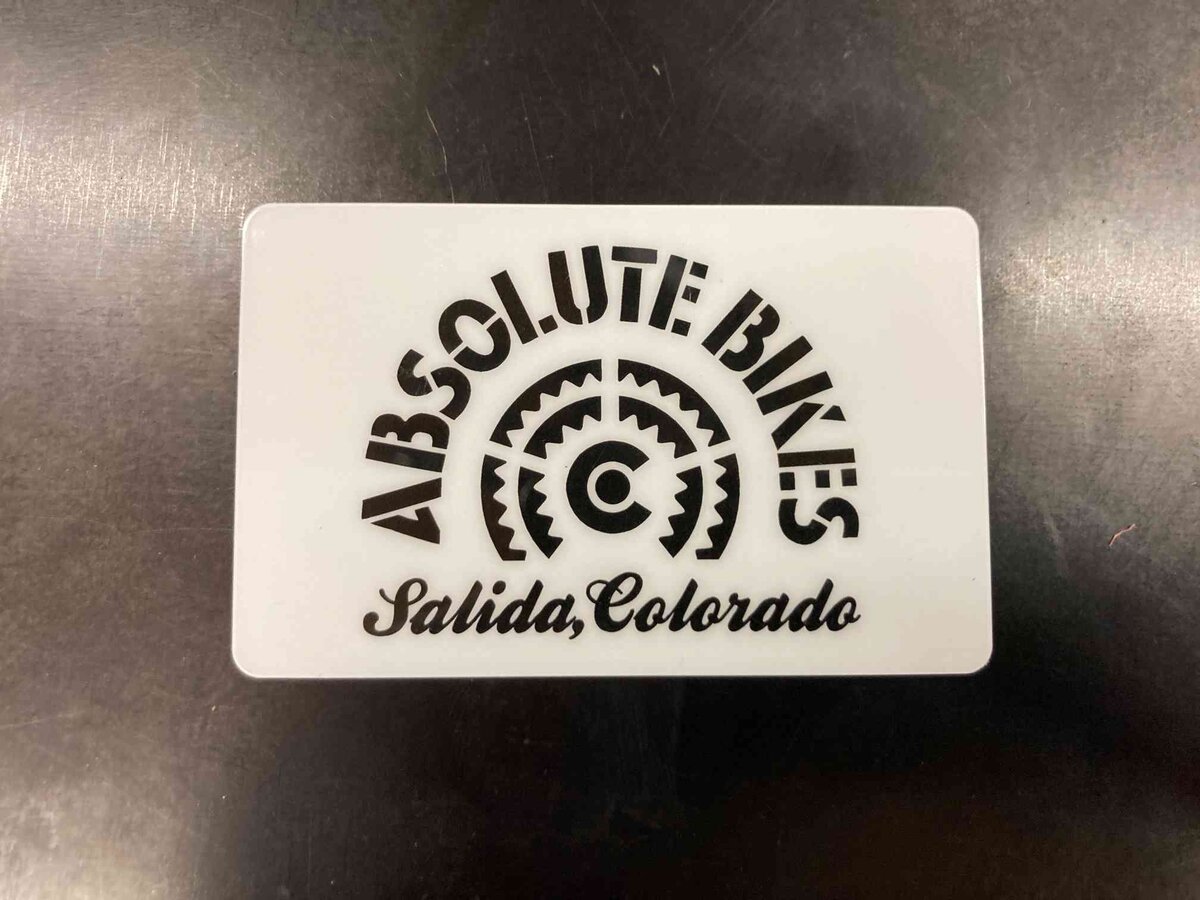 ABSOLUTE BIKES
C
Salida, Colorado